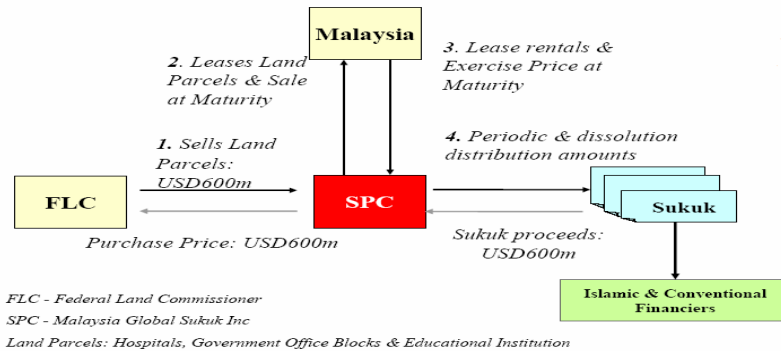 Malaysia
2. Leases Land
Parcels & Sale
at Maturity
3. Lease rentals &
Exercise Price at
Maturity
1. Sells Land
Parcels:
USD600m
4. Periodic & dissolution
distribution amounts
FLC
SPC
Sukuk
Purchase Price: USD600m
Sukuk proceeds:
USD600m
Islamic & Conventional
Financiers
FLC - Federal Land Commissioner
SPC - Malaysia Global Sukuk Inc
Land Parcels: Hospitals, Government Office Blocks & Educational Institution